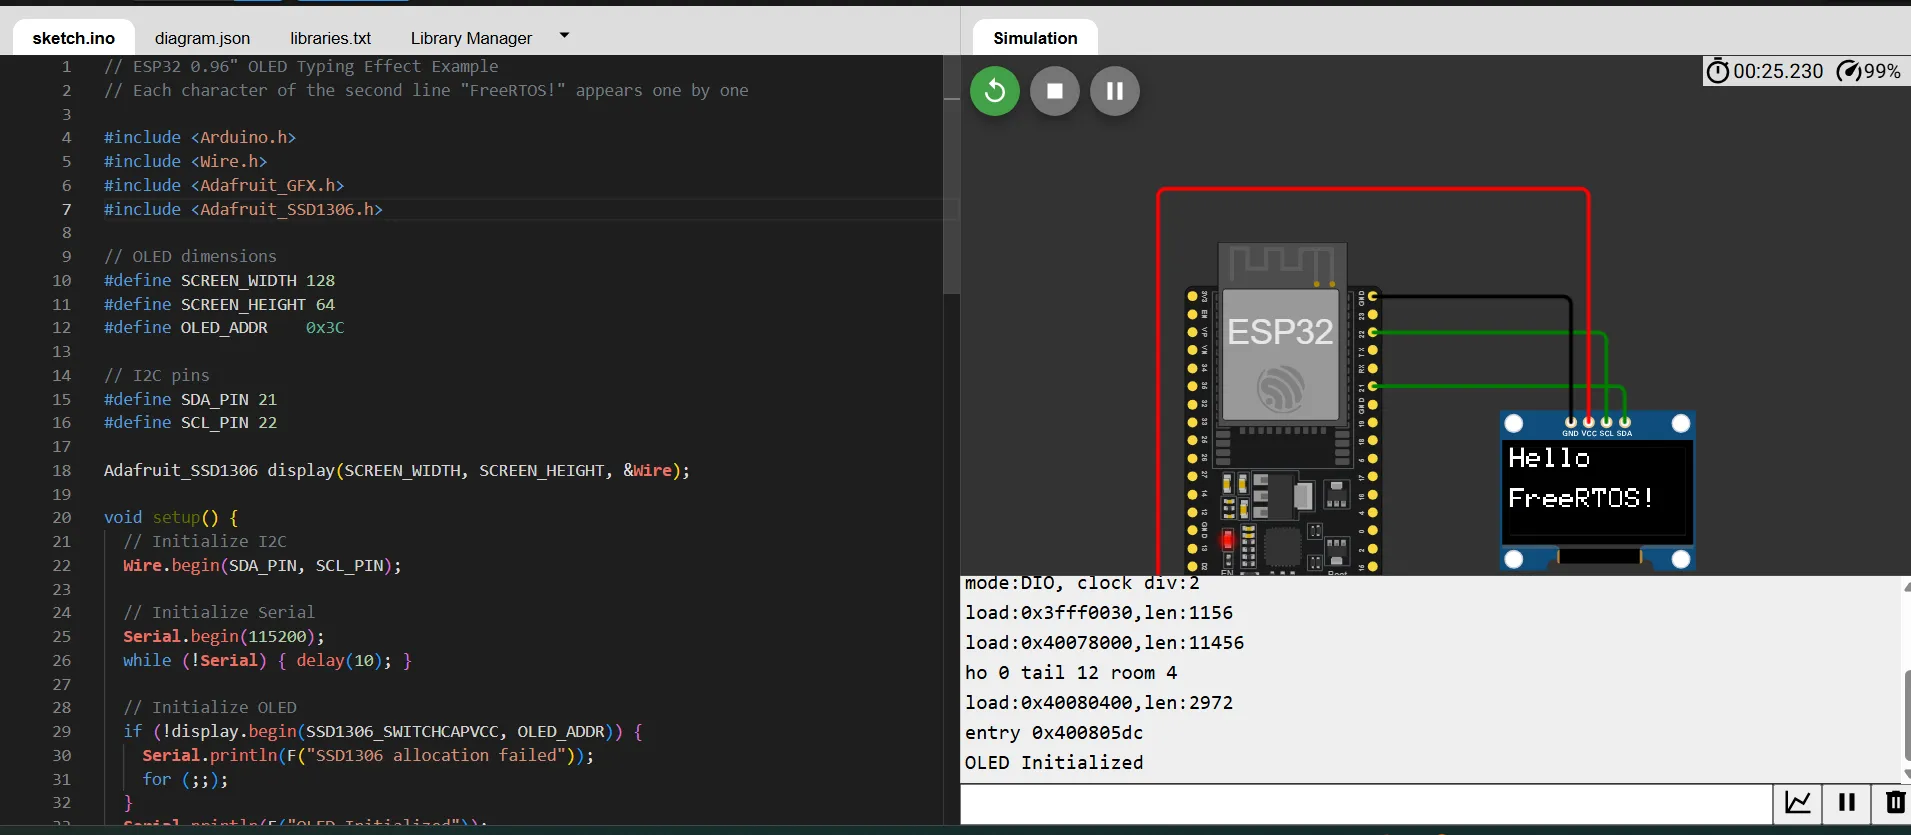 sketch.ino diagram.json libraries.txt Library Manager
1 // ESP32 0.96" OLED Typing Effect Example
2 // Each character of the second line "FreeRTOS!" appears one by one
3
4 #include <Arduino.h>
5 #include <Wire.h>
6 #include <Adafruit_GFX.h>
7 #include <Adafruit_SSD1306.h>
8
9 // OLED dimensions
10 #define SCREEN_WIDTH 128
11 #define SCREEN_HEIGHT 64
12 #define OLED_ADDR    0x3C
13
14 // I2C pins
15 #define SDA_PIN 21
16 #define SCL_PIN 22
17
18 Adafruit_SSD1306 display(SCREEN_WIDTH, SCREEN_HEIGHT, &Wire);
19
20 void setup() {
21   // Initialize I2C
22   Wire.begin(SDA_PIN, SCL_PIN);
23
24   // Initialize Serial
25   Serial.begin(115200);
26   while (!Serial) { delay(10); }
27
28   // Initialize OLED
29   if (!display.begin(SSD1306_SWITCHCAPVCC, OLED_ADDR)) {
30     Serial.println(F("SSD1306 allocation failed"));
31     for (;;);
32   }
33   Serial.println(F("OLED Initialized"));
Simulation
00:25.230 99%
ESP32
GND VCC SCL SDA
Hello
FreeRTOS!
mode:DIO, clock div:2
load:0x3fff0030,len:1156
load:0x40078000,len:11456
ho 0 tail 12 room 4
load:0x40080400,len:2972
entry 0x400805dc
OLED Initialized